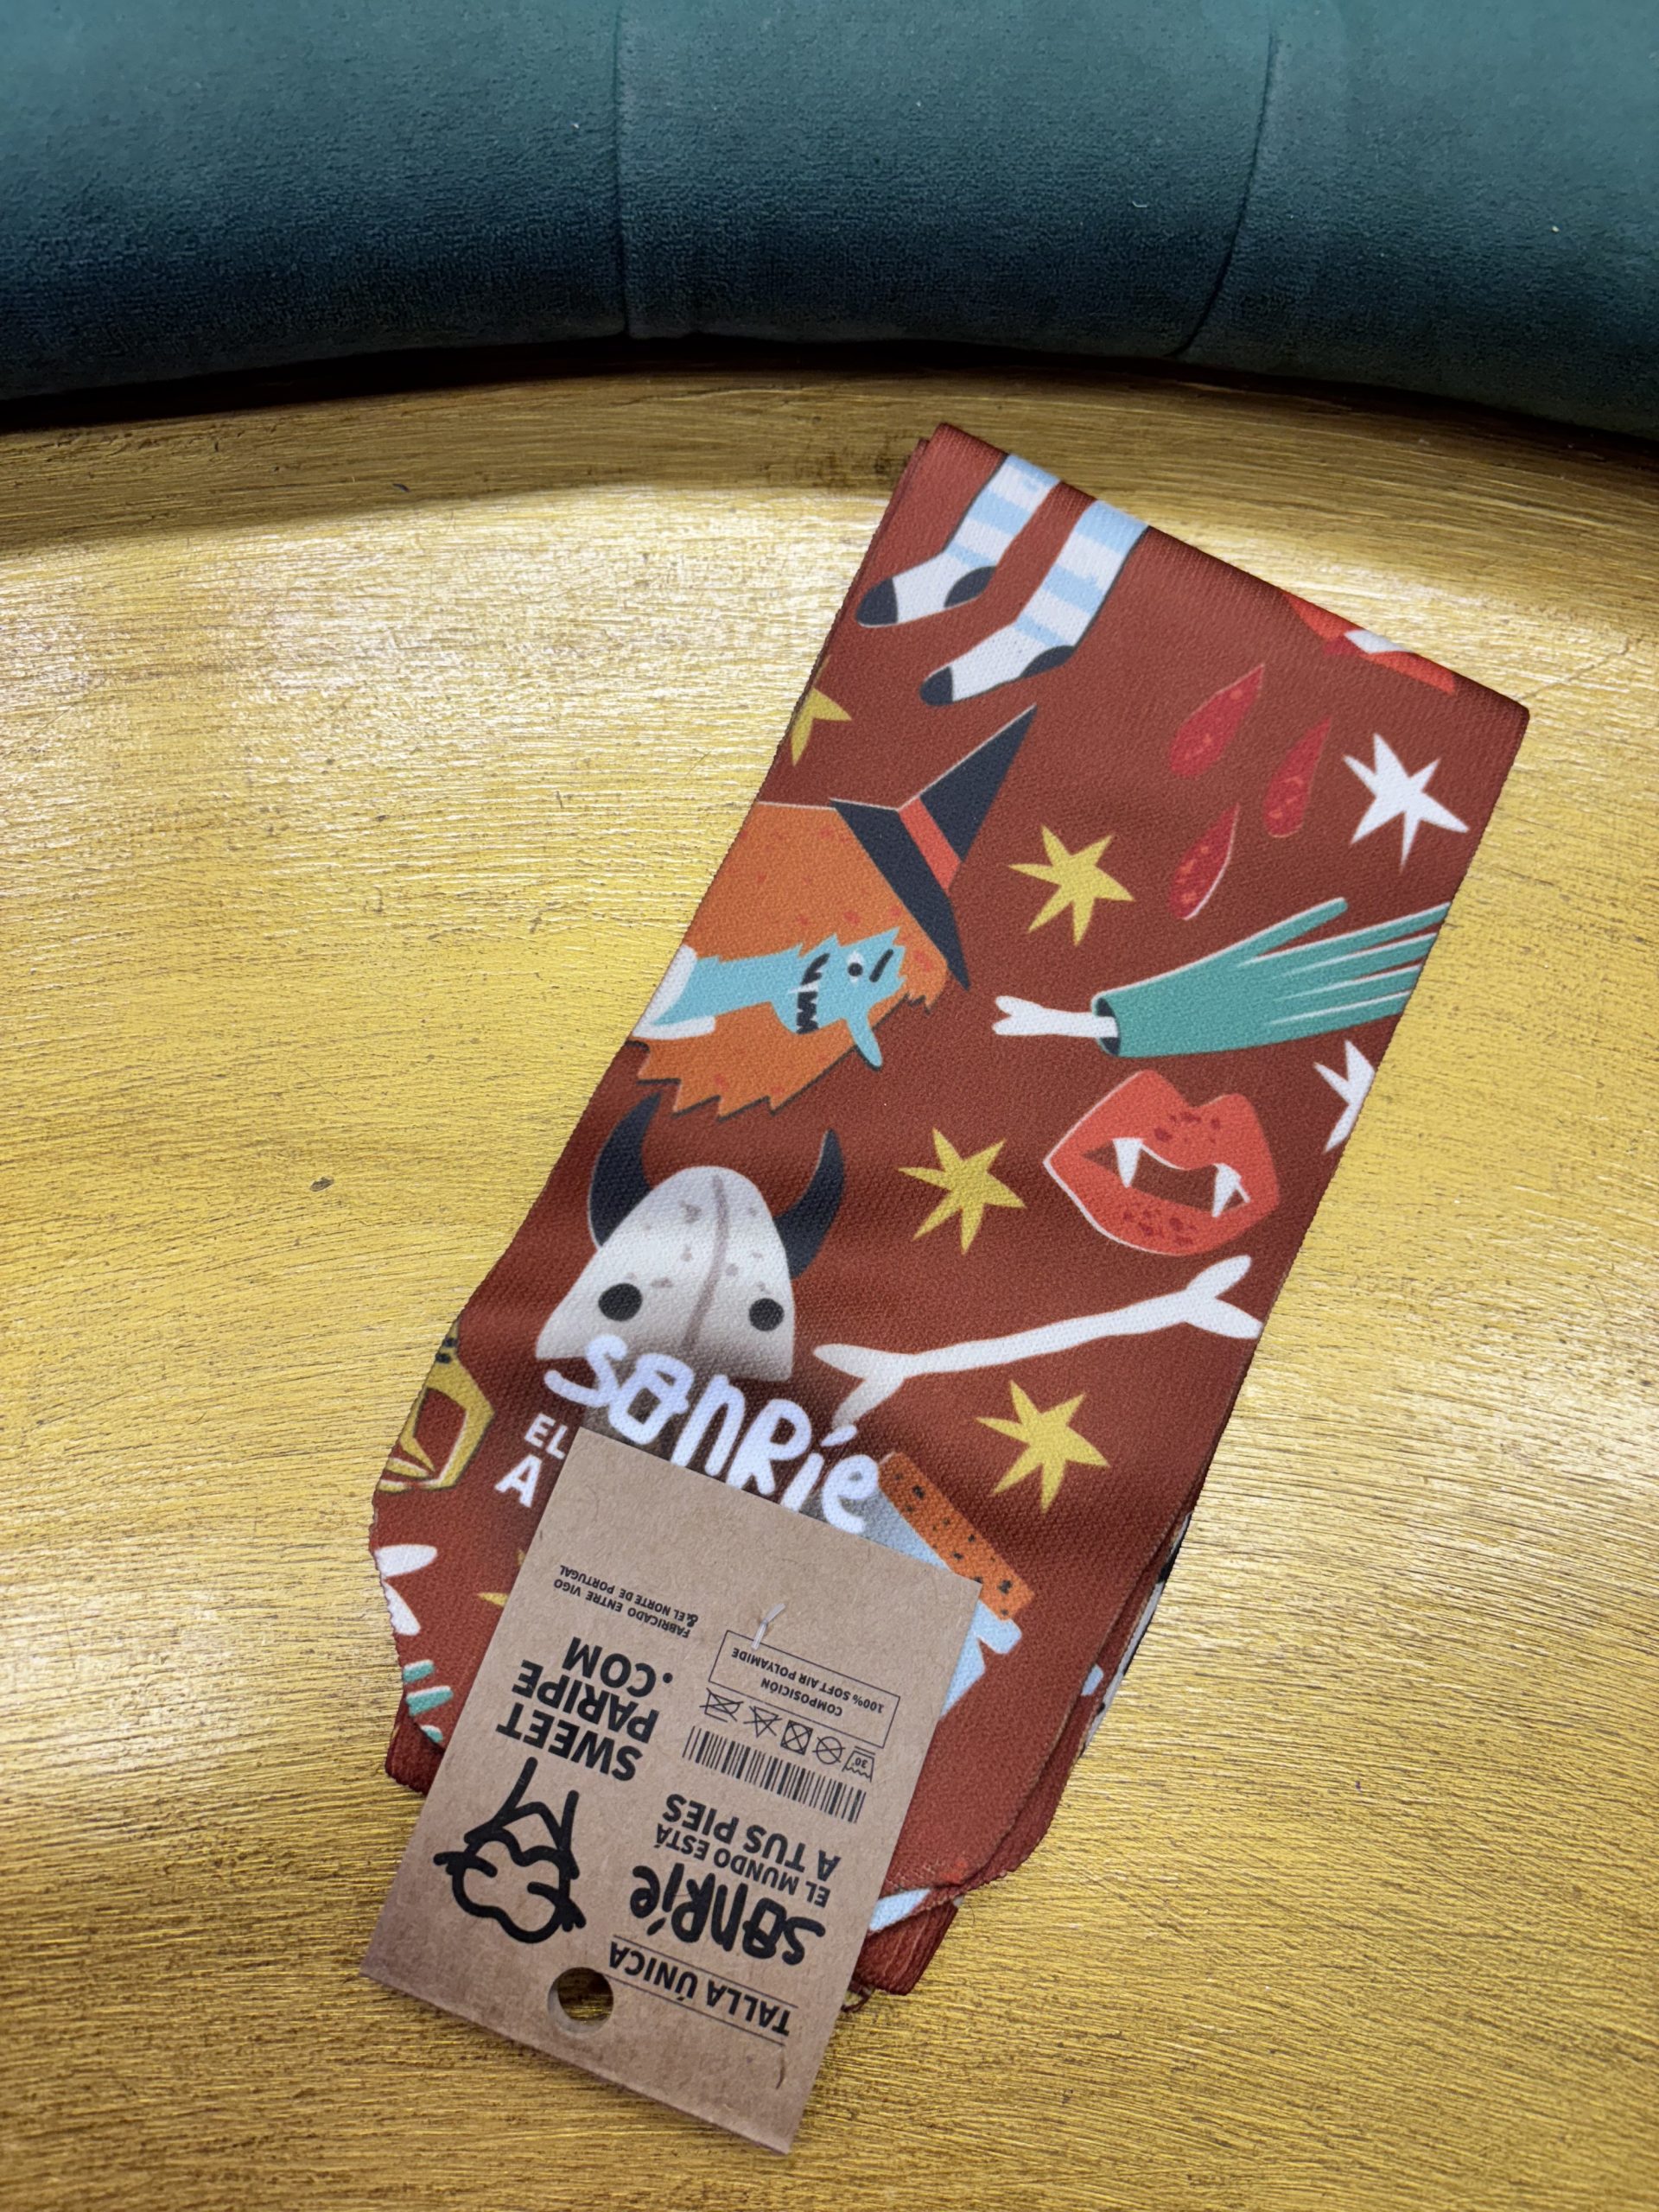 sonRíe
EL
A
TALLA ÚNICA
sonRíe
EL MUNDO ESTÁ
A TUS PIES
30
COMPOSICIÓN
100% SOFT AIR POLYAMIDE
SWEET
PARIPE
.COM
FABRICADO ENTRE VIGO
& EL NORTE DE PORTUGAL